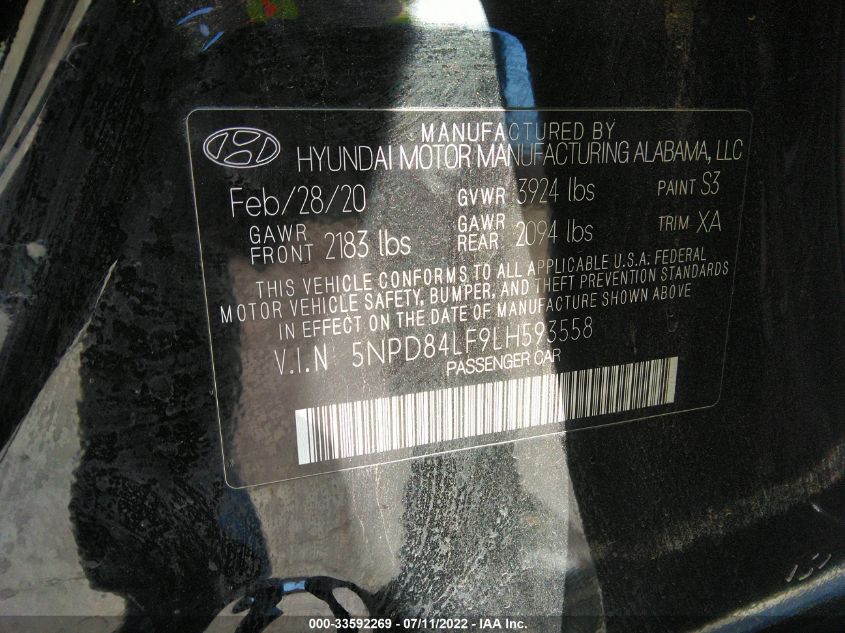 MANUFACTURED BY
HYUNDAI MOTOR MANUFACTURING ALABAMA, LLC
Feb/28/20 GVWR 3924 lbs PAINT S3
GAWR FRONT 2183 lbs GAWR REAR 2094 lbs TRIM XA
THIS VEHICLE CONFORMS TO ALL APPLICABLE U.S.A. FEDERAL
MOTOR VEHICLE SAFETY, BUMPER, AND THEFT PREVENTION STANDARDS
IN EFFECT ON THE DATE OF MANUFACTURE SHOWN ABOVE
V.I.N 5NPD84LF9LH593558
PASSENGER CAR
000-33592269 - 07/11/2022 - IAA Inc.